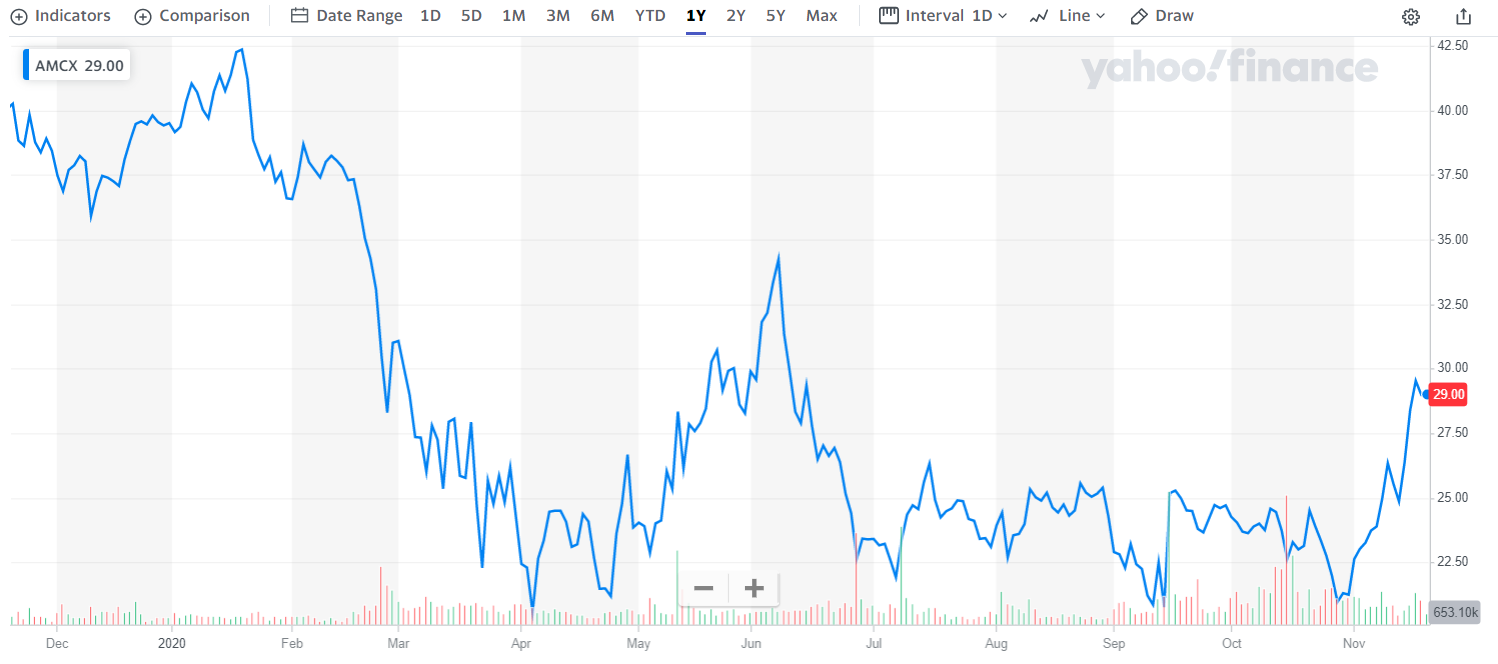 Indicators Comparison Date Range 1D 5D 1M 3M 6M YTD 1Y 2Y 5Y Max Interval 1D Line Draw
AMCX 29.00
yahoo!finance
42.50
40.00
37.50
35.00
32.50
30.00
29.00
27.50
25.00
22.50
653.10k
Dec 2020 Feb Mar Apr May Jun Jul Aug Sep Oct Nov